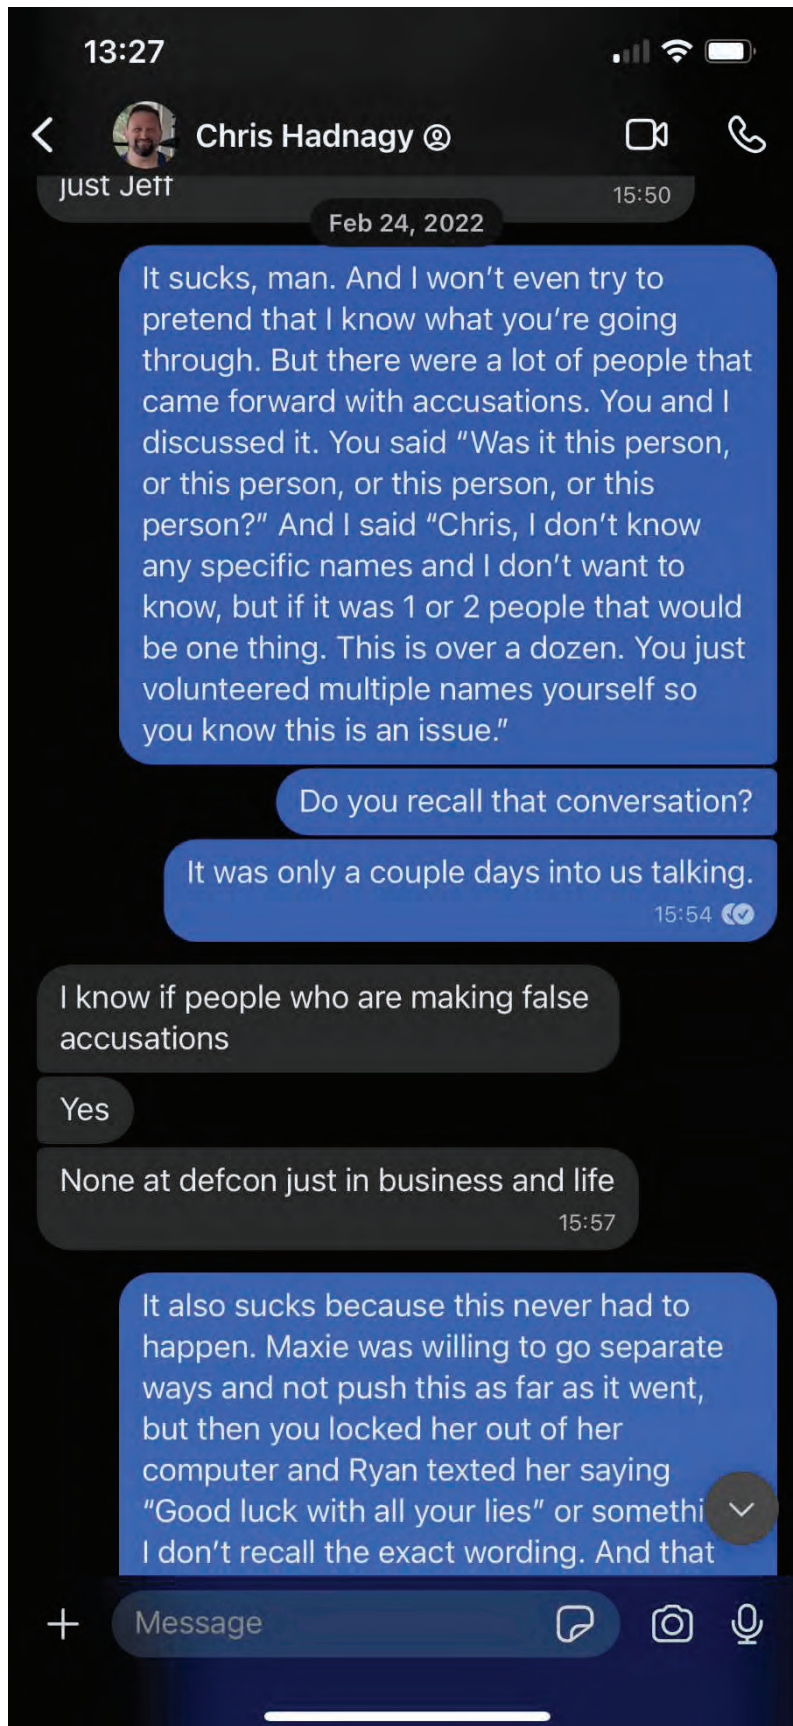 13:27
Chris Hadnagy
just Jeff
15:50
Feb 24, 2022
It sucks, man. And I won’t even try to
pretend that I know what you’re going
through. But there were a lot of people that
came forward with accusations. You and I
discussed it. You said “Was it this person,
or this person, or this person, or this
person?” And I said “Chris, I don’t know
any specific names and I don’t want to
know, but if it was 1 or 2 people that would
be one thing. This is over a dozen. You just
volunteered multiple names yourself so
you know this is an issue.”
Do you recall that conversation?
It was only a couple days into us talking.
15:54
I know if people who are making false
accusations
Yes
None at defcon just in business and life
15:57
It also sucks because this never had to
happen. Maxie was willing to go separate
ways and not push this as far as it went,
but then you locked her out of her
computer and Ryan texted her saying
“Good luck with all your lies” or somethi
I don’t recall the exact wording. And that
Message